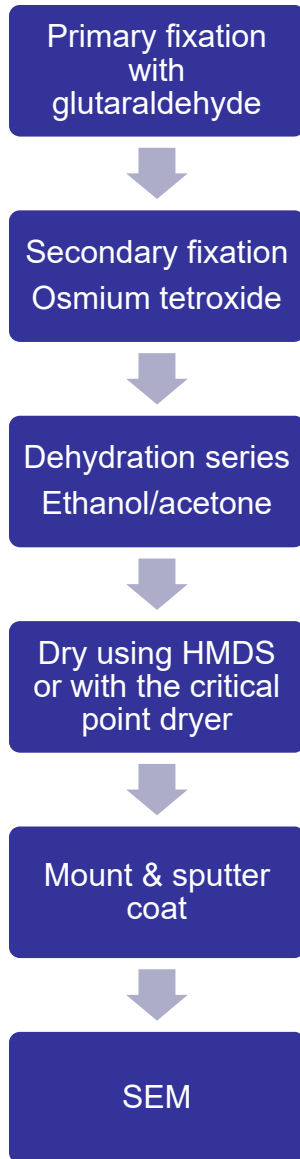 Primary fixation
with
glutaraldehyde
Secondary fixation
Osmium tetroxide
Dehydration series
Ethanol/acetone
Dry using HMDS
or with the critical
point dryer
Mount & sputter
coat
SEM